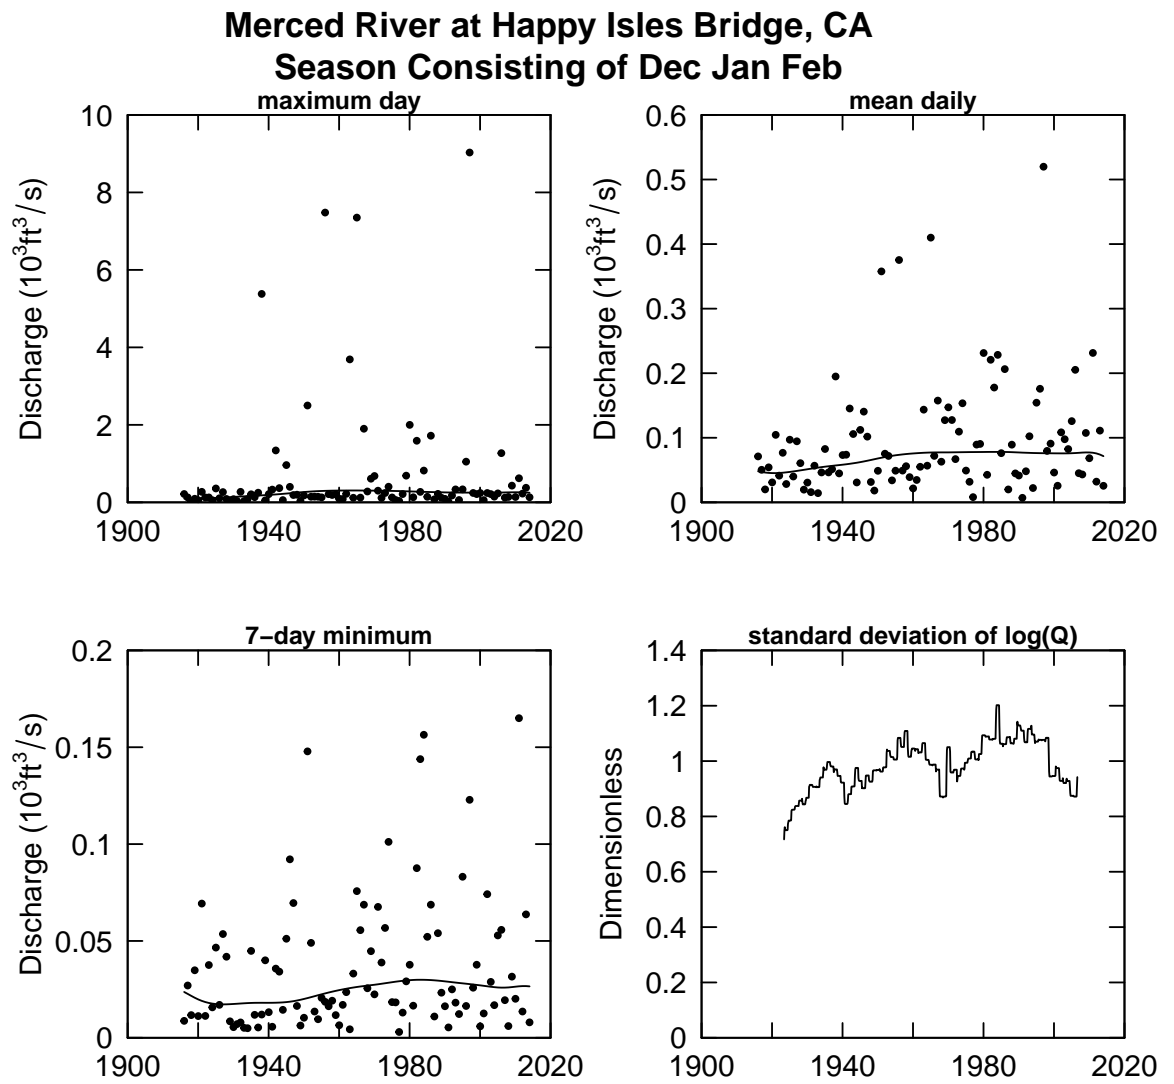 Merced River at Happy Isles Bridge, CA
Season Consisting of Dec Jan Feb
maximum day
Discharge (10³ft³/s)
10
8
6
4
2
0
1900 1940 1980 2020
mean daily
Discharge (10³ft³/s)
0.6
0.5
0.4
0.3
0.2
0.1
0
1900 1940 1980 2020
7−day minimum
Discharge (10³ft³/s)
0.2
0.15
0.1
0.05
0
1900 1940 1980 2020
standard deviation of log(Q)
Dimensionless
1.4
1.2
1
0.8
0.6
0.4
0.2
0
1900 1940 1980 2020